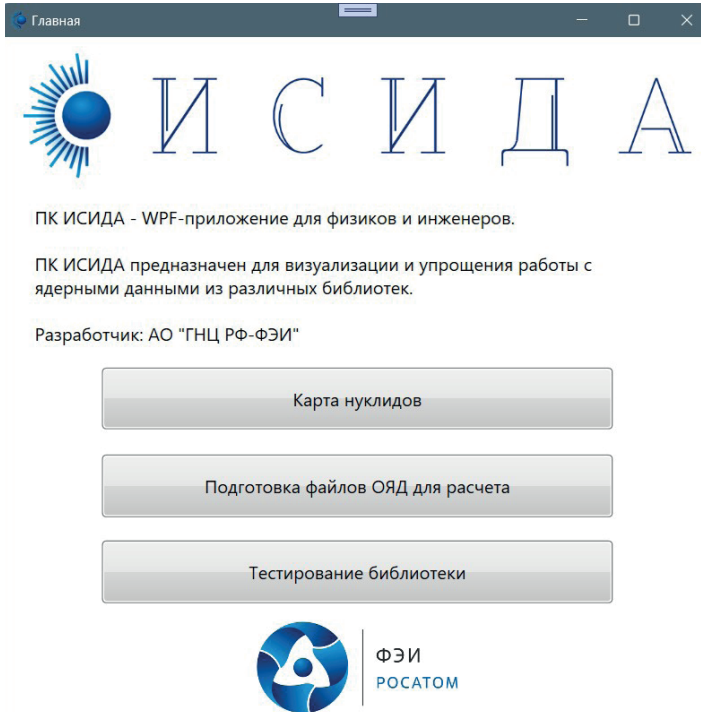 Главная
ИСИДА
ПК ИСИДА - WPF-приложение для физиков и инженеров.
ПК ИСИДА предназначен для визуализации и упрощения работы с
ядерными данными из различных библиотек.
Разработчик: АО "ГНЦ РФ-ФЭИ"
Карта нуклидов
Подготовка файлов ОЯД для расчета
Тестирование библиотеки
ФЭИ
РОСАТОМ